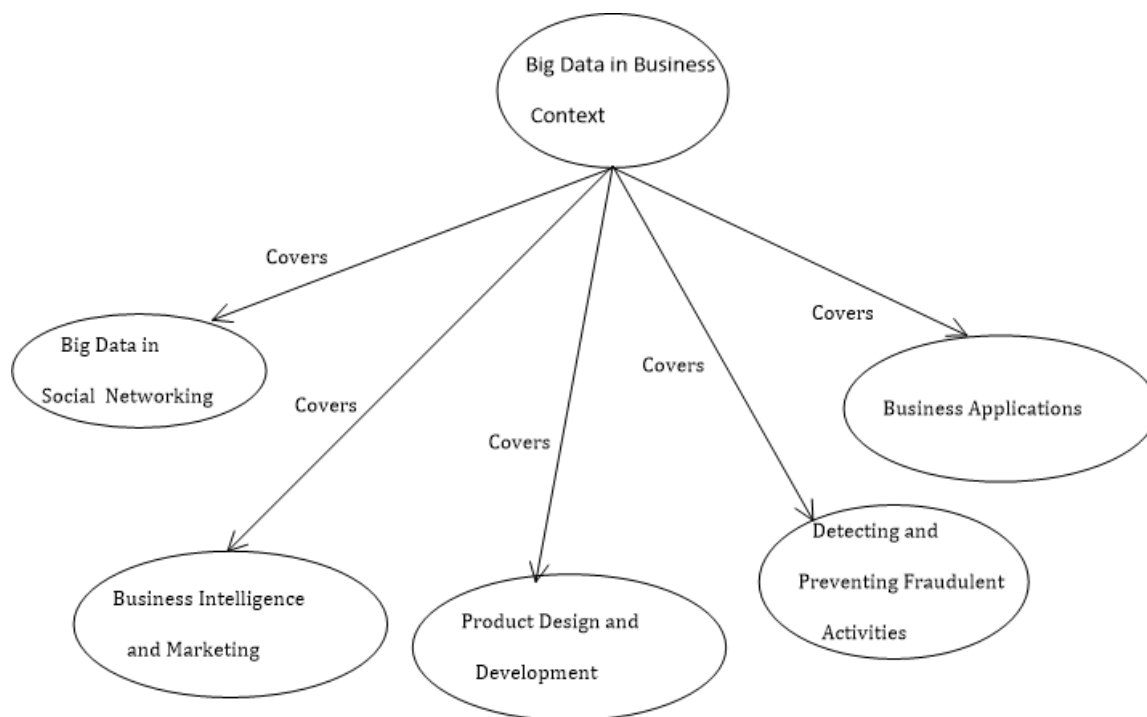 Big Data in Business
Context
Covers
Covers
Covers
Covers
Covers
Big Data in
Social Networking
Business Applications
Business Intelligence
and Marketing
Product Design and
Development
Detecting and
Preventing Fraudulent
Activities